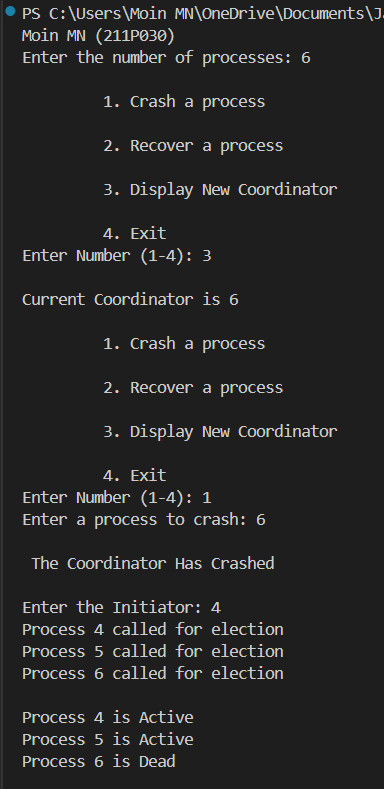 PS C:\Users\Moin MN\OneDrive\Documents\Ja
Moin MN (211P030)
Enter the number of processes: 6
1. Crash a process
2. Recover a process
3. Display New Coordinator
4. Exit
Enter Number (1-4): 3
Current Coordinator is 6
1. Crash a process
2. Recover a process
3. Display New Coordinator
4. Exit
Enter Number (1-4): 1
Enter a process to crash: 6
The Coordinator Has Crashed
Enter the Initiator: 4
Process 4 called for election
Process 5 called for election
Process 6 called for election
Process 4 is Active
Process 5 is Active
Process 6 is Dead